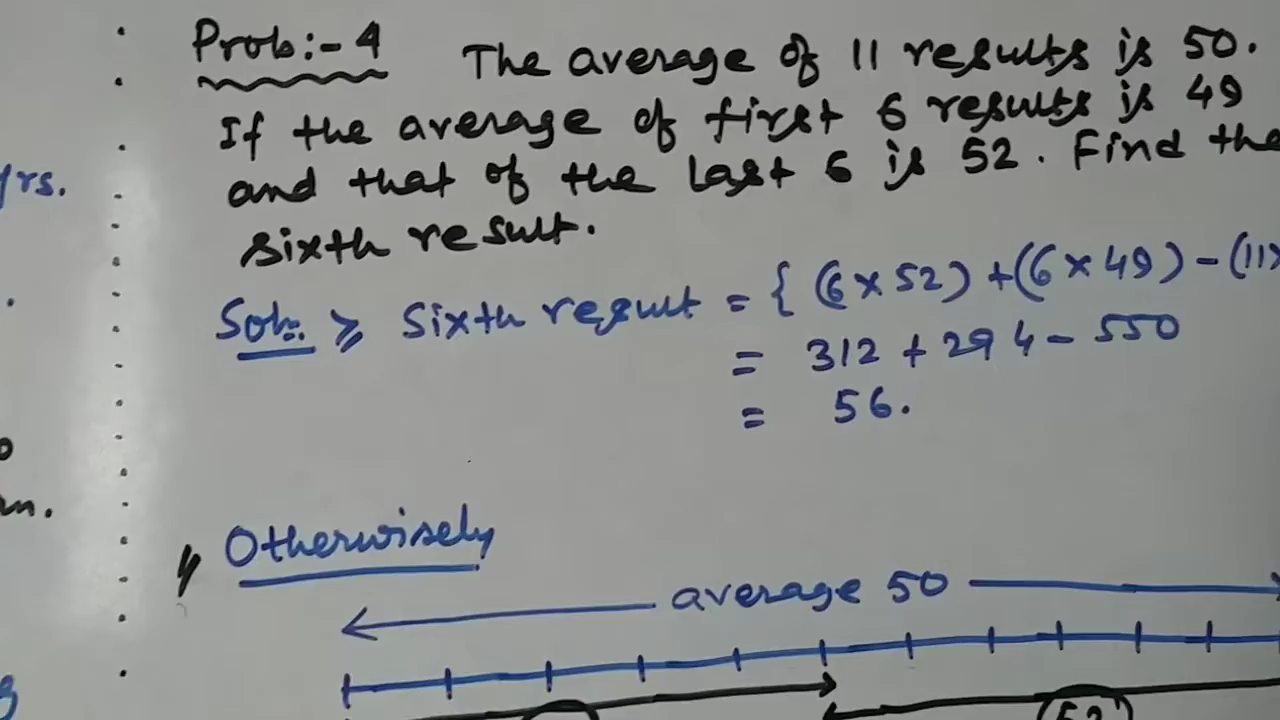 Prob:- 4 The average of 11 results is 50.
If the average of first 6 results is 49
and that of the last 6 is 52. Find the
sixth result.
Soln. ⇒ Sixth result = { (6 x 52) + (6 x 49) - (11x
= 312 + 294 - 550
= 56.
Otherwisely
average 50